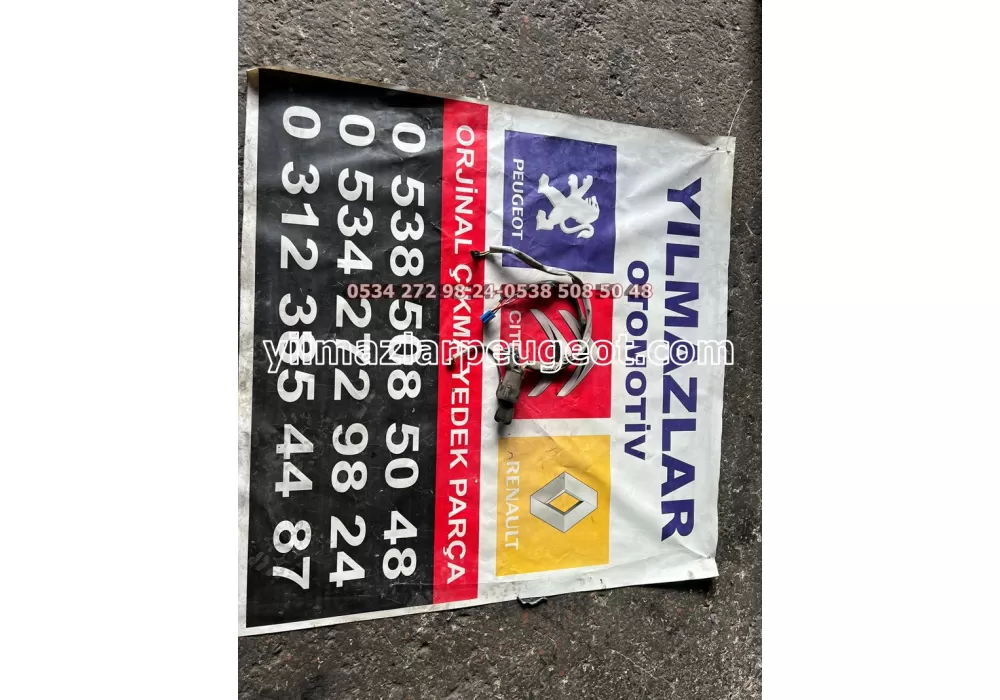 YILMAZLAR
OTOMOTİV
PEUGEOT
CIT
RENAULT
ORJİNAL ÇIKMA YEDEK PARÇA
0 538 508 50 48
0 534 272 98 24
0 312 385 44 87
0534 272 98 24-0538 508 50 48
yilmazlarpeugeot.com